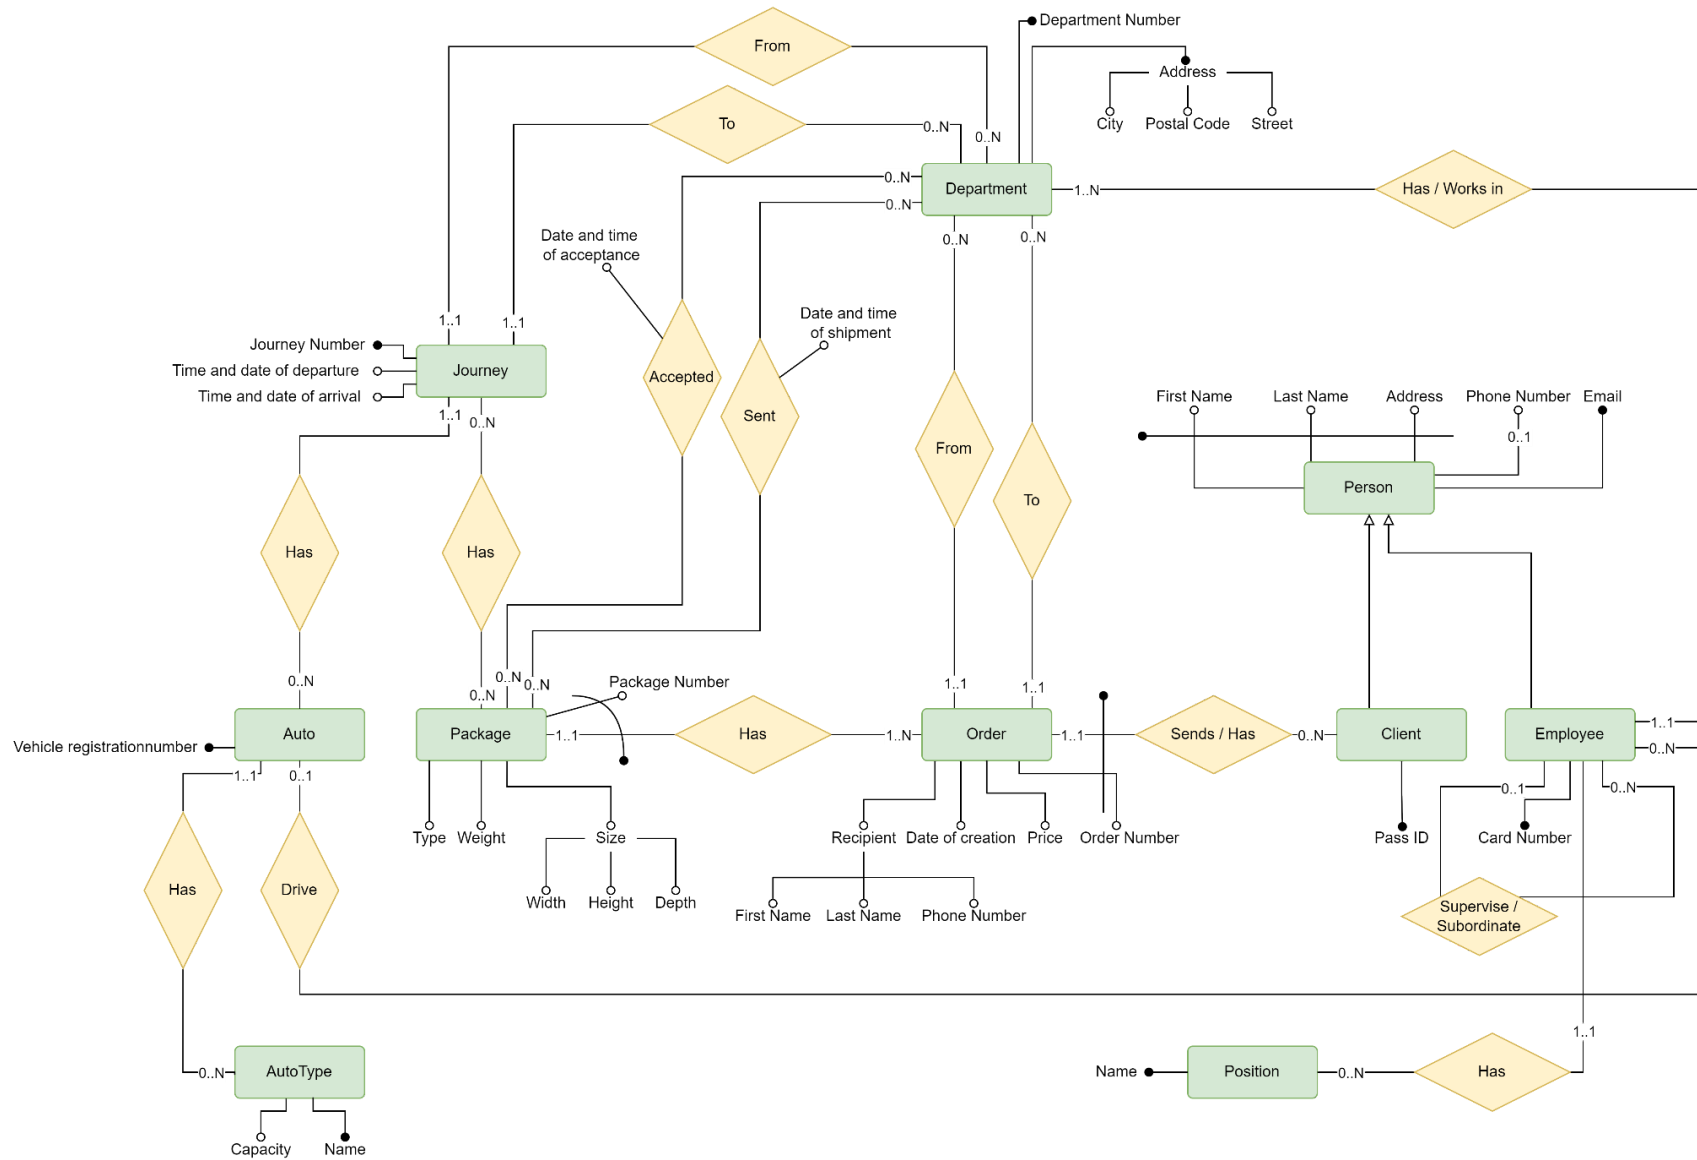 Department Number
From
Address
City
Postal Code
Street
To
0..N
0..N
0..N
Department
1..N
Has / Works in
0..N
Date and time
of acceptance
0..N
0..N
Date and time
of shipment
1..1
1..1
Journey Number
Time and date of departure
Journey
Time and date of arrival
Accepted
Sent
From
To
First Name
Last Name
Address
Phone Number
Email
0..1
1..1
0..N
Person
Has
Has
0..N
0..N
0..N
0..N
Package Number
1..1
1..1
Vehicle registrationnumber
Auto
Package
1..1
Has
1..N
Order
1..1
Sends / Has
0..N
Client
Employee
1..1
0..N
1..1
0..1
0..1
0..N
Type
Weight
Size
Recipient
Date of creation
Price
Order Number
Pass ID
Card Number
Has
Drive
Width
Height
Depth
First Name
Last Name
Phone Number
Supervise /
Subordinate
1..1
0..N
AutoType
Name
Position
0..N
Has
Capacity
Name